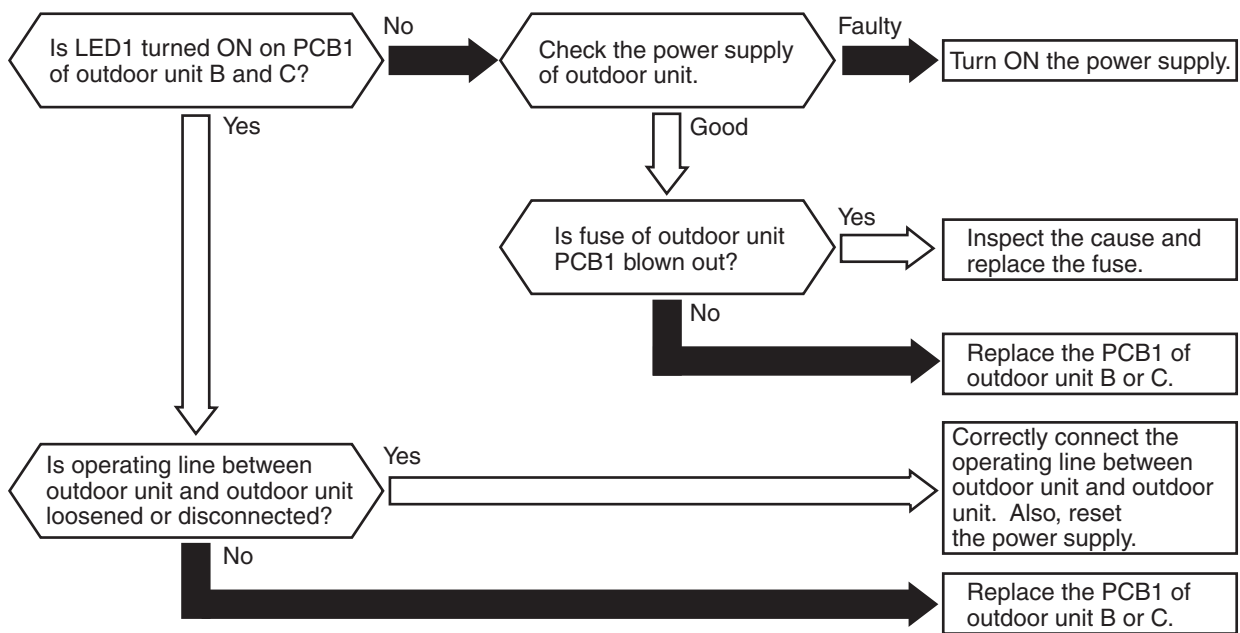 Is LED1 turned ON on PCB1
of outdoor unit B and C?
No
Check the power supply
of outdoor unit.
Faulty
Turn ON the power supply.
Yes
Good
Is fuse of outdoor unit
PCB1 blown out?
Yes
Inspect the cause and
replace the fuse.
No
Replace the PCB1 of
outdoor unit B or C.
Is operating line between
outdoor unit and outdoor unit
loosened or disconnected?
Yes
Correctly connect the
operating line between
outdoor unit and outdoor
unit.  Also, reset
the power supply.
No
Replace the PCB1 of
outdoor unit B or C.